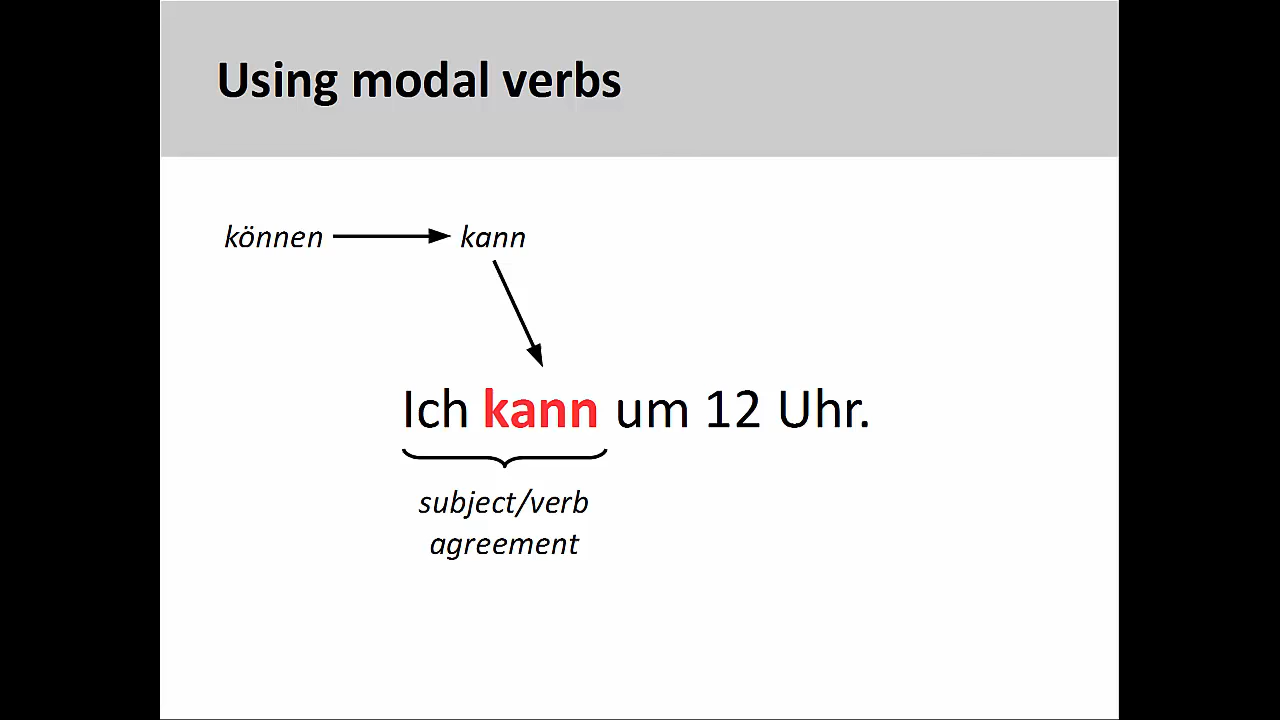 Using modal verbs
können kann
Ich kann um 12 Uhr.
subject/verb
agreement